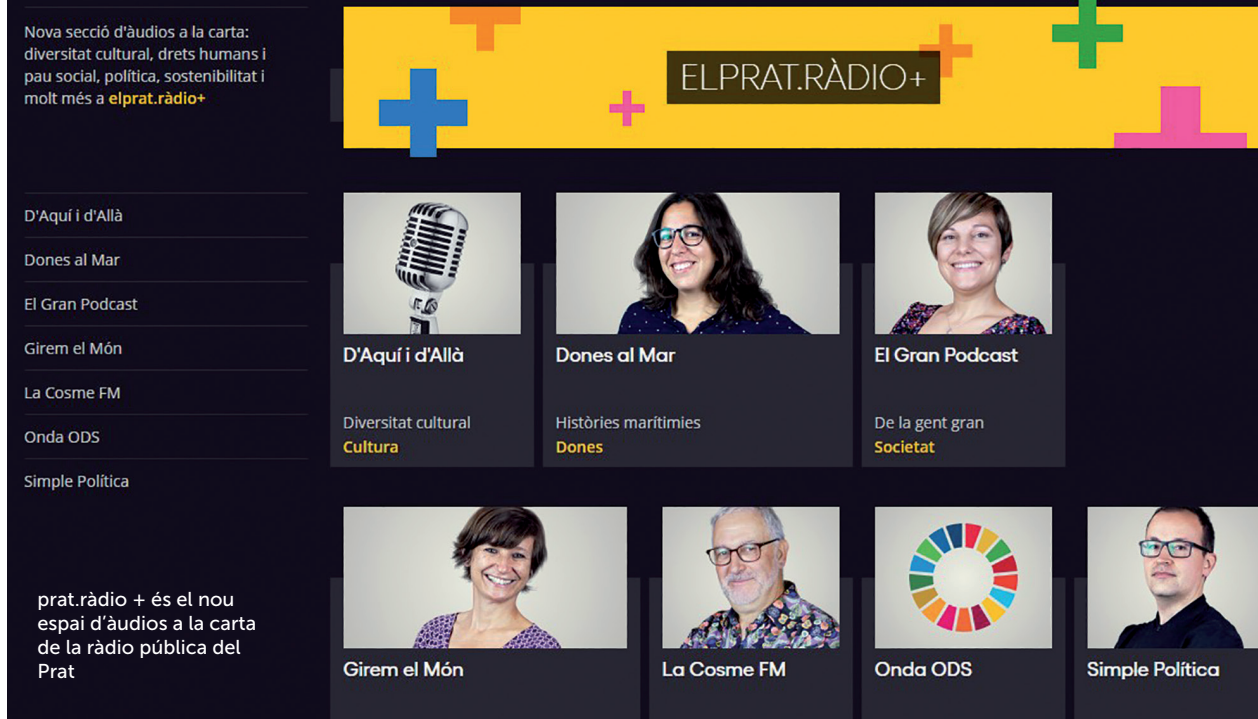 Nova secció d'àudios a la carta:
diversitat cultural, drets humans i
pau social, política, sostenibilitat i
molt més a elprat.ràdio+
ELPRAT.RÀDIO+
D'Aquí i d'Allà
Dones al Mar
El Gran Podcast
Girem el Món
La Cosme FM
Onda ODS
Simple Política
D'Aquí i d'Allà
Diversitat cultural
Cultura
Dones al Mar
Històries marítimies
Dones
El Gran Podcast
De la gent gran
Societat
Girem el Món
La Cosme FM
Onda ODS
Simple Política
prat.ràdio + és el nou
espai d'àudios a la carta
de la ràdio pública del
Prat